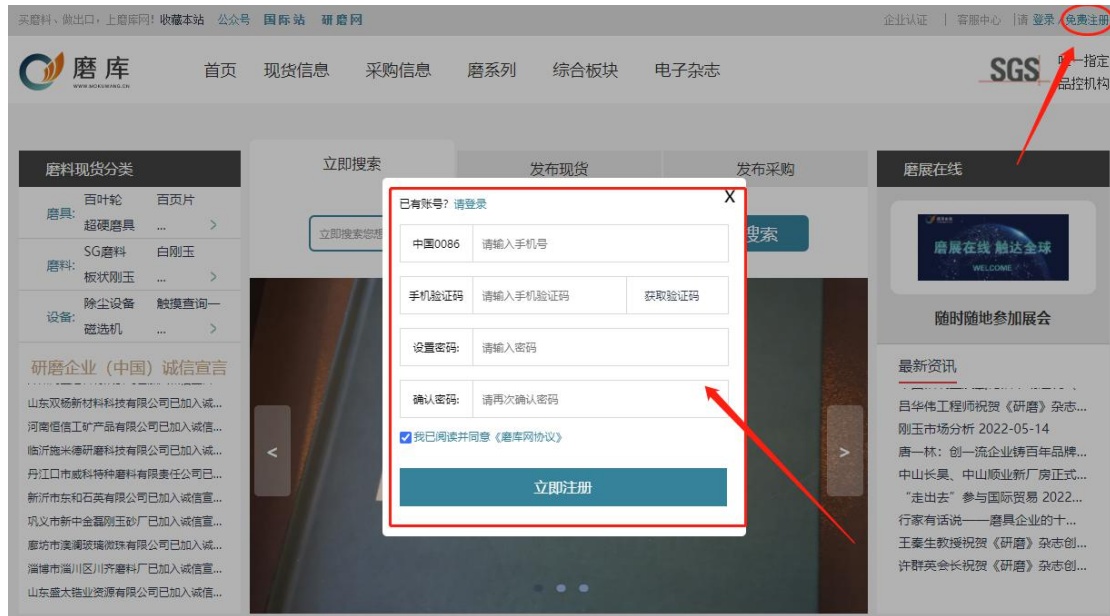 买磨料、做出口，上磨库网！收藏本站 公众号 国际站 研磨网
企业认证 | 客服中心 |请 登录 / 免费注册
磨库
WWW.MOKUWANG.CN
首页 现货信息 采购信息 磨系列 综合板块 电子杂志
SGS
品控机构
磨料现货分类
磨具: 百叶轮 百页片
超硬磨具 ... >
磨料: SG磨料 白刚玉
板状刚玉 ... >
设备: 除尘设备 触摸查询一
磁选机 ... >
研磨企业（中国）诚信宣言
山东双杨新材料科技有限公司已加入诚...
河南恒信工矿产品有限公司已加入诚信...
临沂施米德研磨科技有限公司已加入诚...
丹江口市威科特种磨料有限责任公司已...
新沂市东和石英有限公司已加入诚信宣...
巩义市新中金磊刚玉砂厂已加入诚信宣...
廊坊市澳澜玻璃微珠有限公司已加入诚...
淄博市淄川区川齐磨料厂已加入诚信宣...
山东盛太锆业资源有限公司已加入诚信...
立即搜索 发布现货 发布采购
立即搜索您想
搜索
已有账号？请登录
X
中国0086 请输入手机号
手机验证码 请输入手机验证码 获取验证码
设置密码: 请输入密码
确认密码: 请再次确认密码
我已阅读并同意《磨库网协议》
立即注册
<
>
磨展在线
磨展在线 触达全球
WELCOME
随时随地参加展会
最新资讯
吕华伟工程师祝贺《研磨》杂志...
刚玉市场分析 2022-05-14
唐一林：创一流企业铸百年品牌...
中山长昊、中山顺业新厂房正式...
“走出去”参与国际贸易 2022...
行家有话说——磨具企业的十...
王秦生教授祝贺《研磨》杂志创...
许群英会长祝贺《研磨》杂志创...